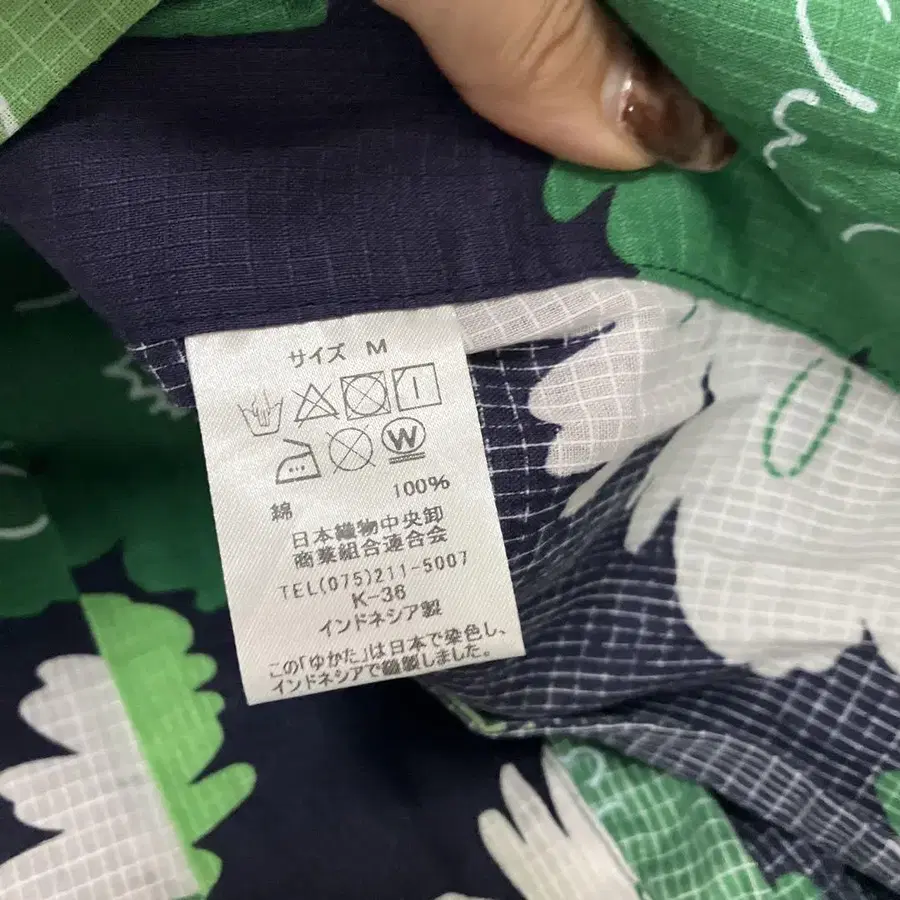 サイズ M
W
綿 100%
日本織物中央卸
商業組合連合会
TEL(075)211-5007
K-36
インドネシア製
この「ゆかた」は日本で染色し、
インドネシアで縫製しました。